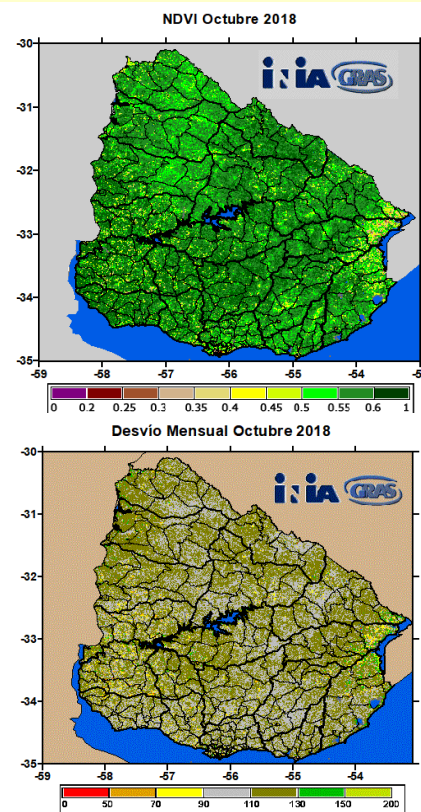 NDVI Octubre 2018
iniA GRAS
-30
-31
-32
-33
-34
-35
-59 -58 -57 -56 -55 -54 -5
0 0.2 0.25 0.3 0.35 0.4 0.45 0.5 0.55 0.6 1
Desvío Mensual Octubre 2018
iniA GRAS
-30
-31
-32
-33
-34
-35
-59 -58 -57 -56 -55 -54
0 50 70 90 110 130 150 200